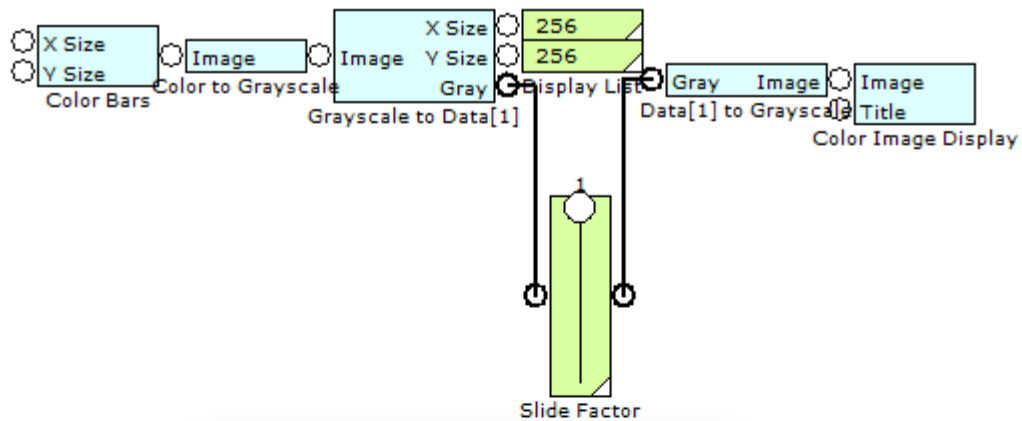 X Size
Y Size
Color Bars
Image
Color to Grayscale
Image
X Size
Y Size
Gray
Grayscale to Data[1]
256
256
Display List
Gray
Image
Data[1] to Grayscale
Image
Title
Color Image Display
1
Slide Factor